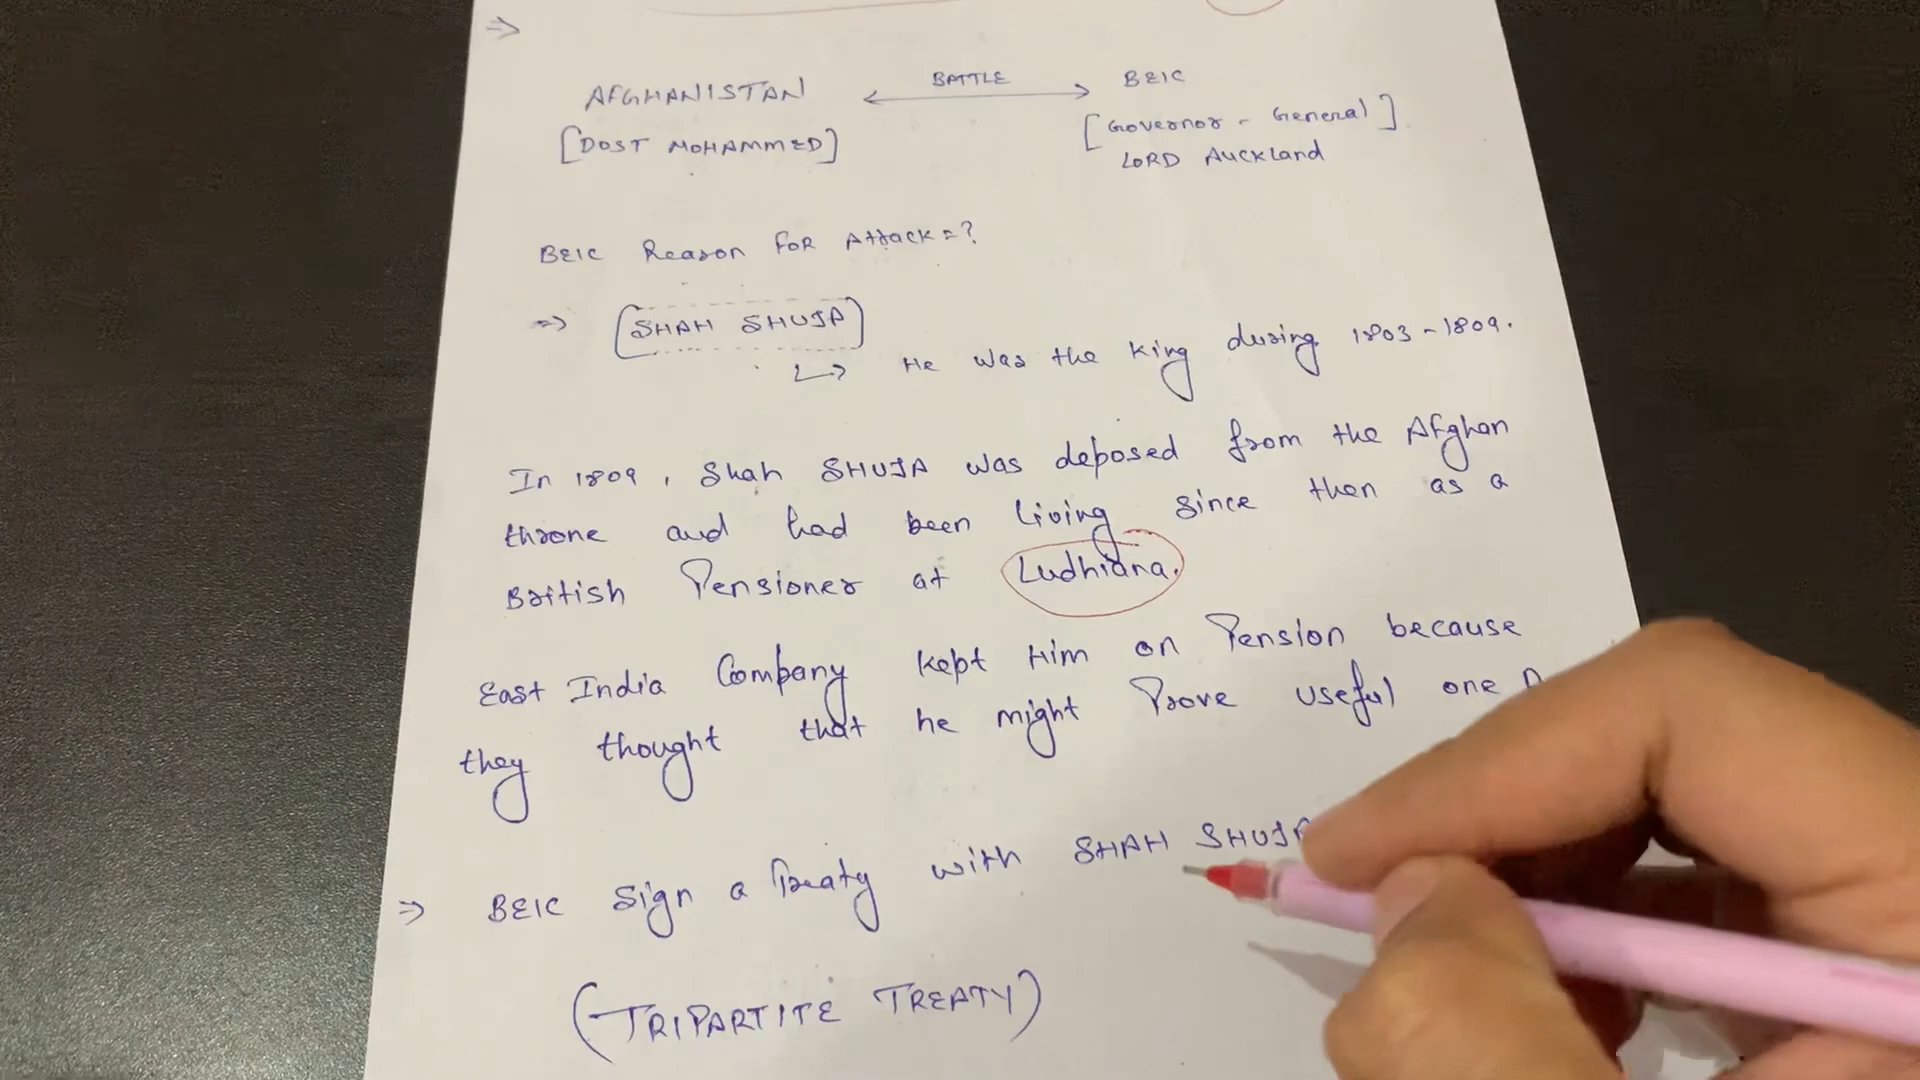 ⇒
AFGHANISTAN ⟷ BATTLE BEIC
[DOST MOHAMMED] [Governor - General]
LORD Auckland
BEIC Reason FOR Attack = ?
⇒ [SHAH SHUJA]
↳ He was the King during 1803 - 1809.
In 1809, Shah SHUJA was deposed from the Afghan
throne and had been living since then as a
British Pensioner at Ludhiana.
East India Company kept Him on Pension because
they thought that he might Prove useful one
⇒ BEIC Sign a Treaty with SHAH SHUJA
(TRIPARTITE TREATY)